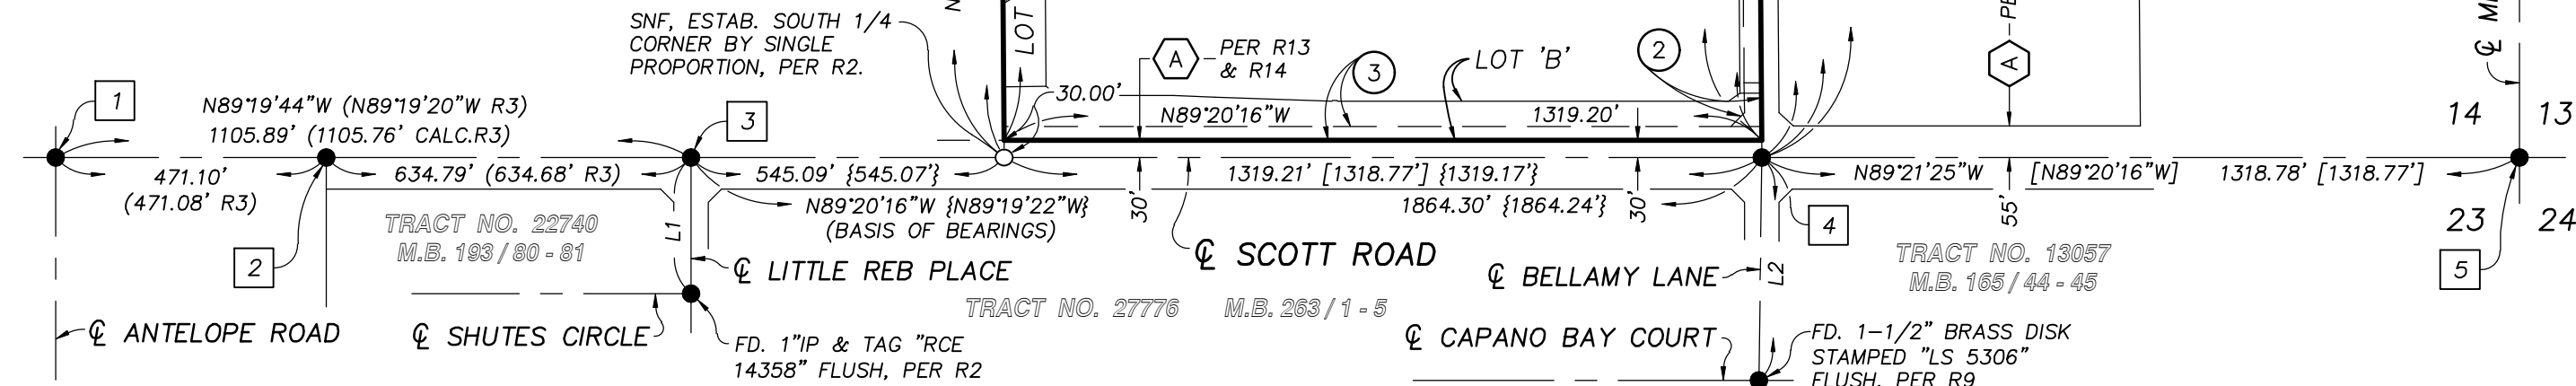 SNF, ESTAB. SOUTH 1/4
CORNER BY SINGLE
PROPORTION, PER R2.
N
LOT
A
PER R13
& R14
3
LOT 'B'
2
PE
A
℄ M
1
N89°19'44"W (N89°19'20"W R3)
1105.89' (1105.76' CALC.R3)
3
30.00'
N89°20'16"W
1319.20'
14
13
471.10'
(471.08' R3)
634.79' (634.68' R3)
545.09' {545.07'}
1319.21' [1318.77'] {1319.17'}
N89°21'25"W
[N89°20'16"W]
1318.78' [1318.77']
N89°20'16"W {N89°19'22"W}
(BASIS OF BEARINGS)
30'
1864.30' {1864.24'}
30'
4
55'
23
24
TRACT NO. 22740
M.B. 193 / 80 - 81
L1
2
℄ LITTLE REB PLACE
℄ SCOTT ROAD
℄ BELLAMY LANE
L2
TRACT NO. 13057
M.B. 165 / 44 - 45
5
TRACT NO. 27776
M.B. 263 / 1 - 5
℄ ANTELOPE ROAD
℄ SHUTES CIRCLE
FD. 1"IP & TAG "RCE
14358" FLUSH, PER R2
℄ CAPANO BAY COURT
FD. 1-1/2" BRASS DISK
STAMPED "LS 5306"
FLUSH, PER R9